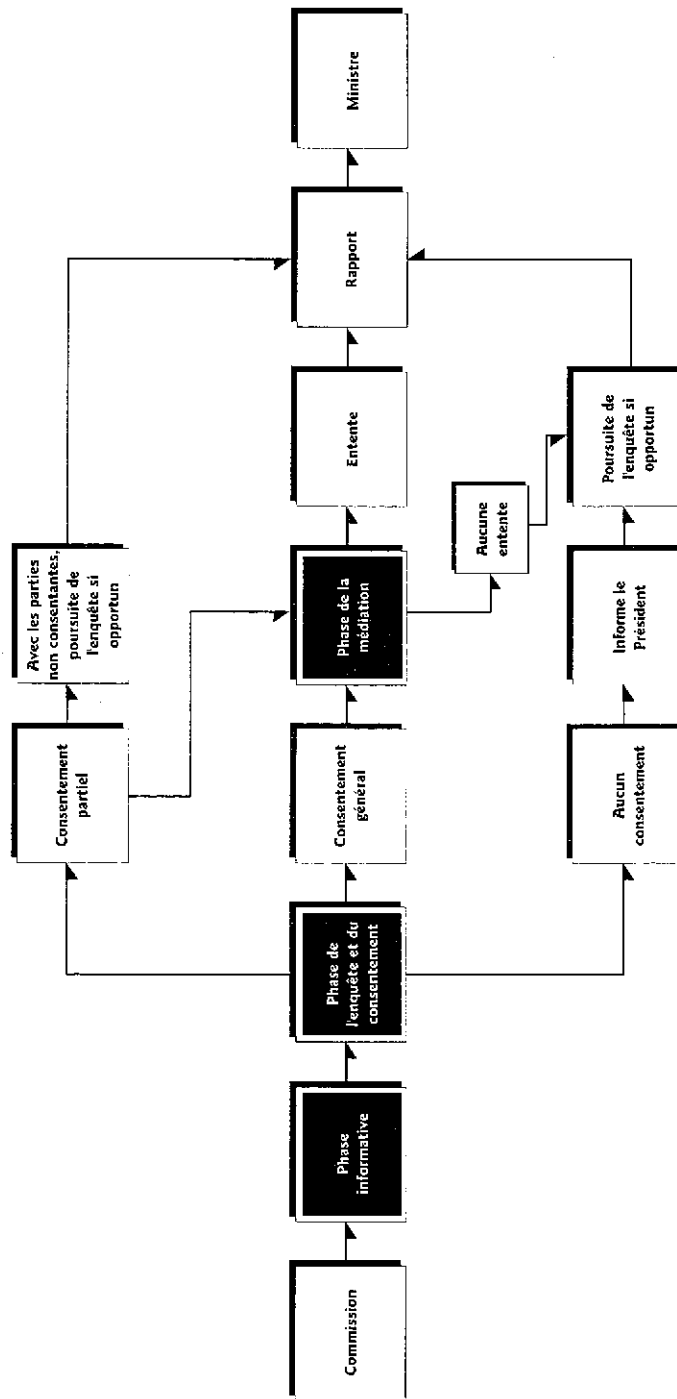 Commission
Phase
informative
Phase de
l'enquête et du
consentement
Consentement
partiel
Avec les parties
non consentantes,
poursuite de
l'enquête si
opportun
Consentement
général
Phase de la
médiation
Entente
Rapport
Ministre
Aucune
entente
Aucun
consentement
Informe le
Président
Poursuite de
l'enquête si
opportun